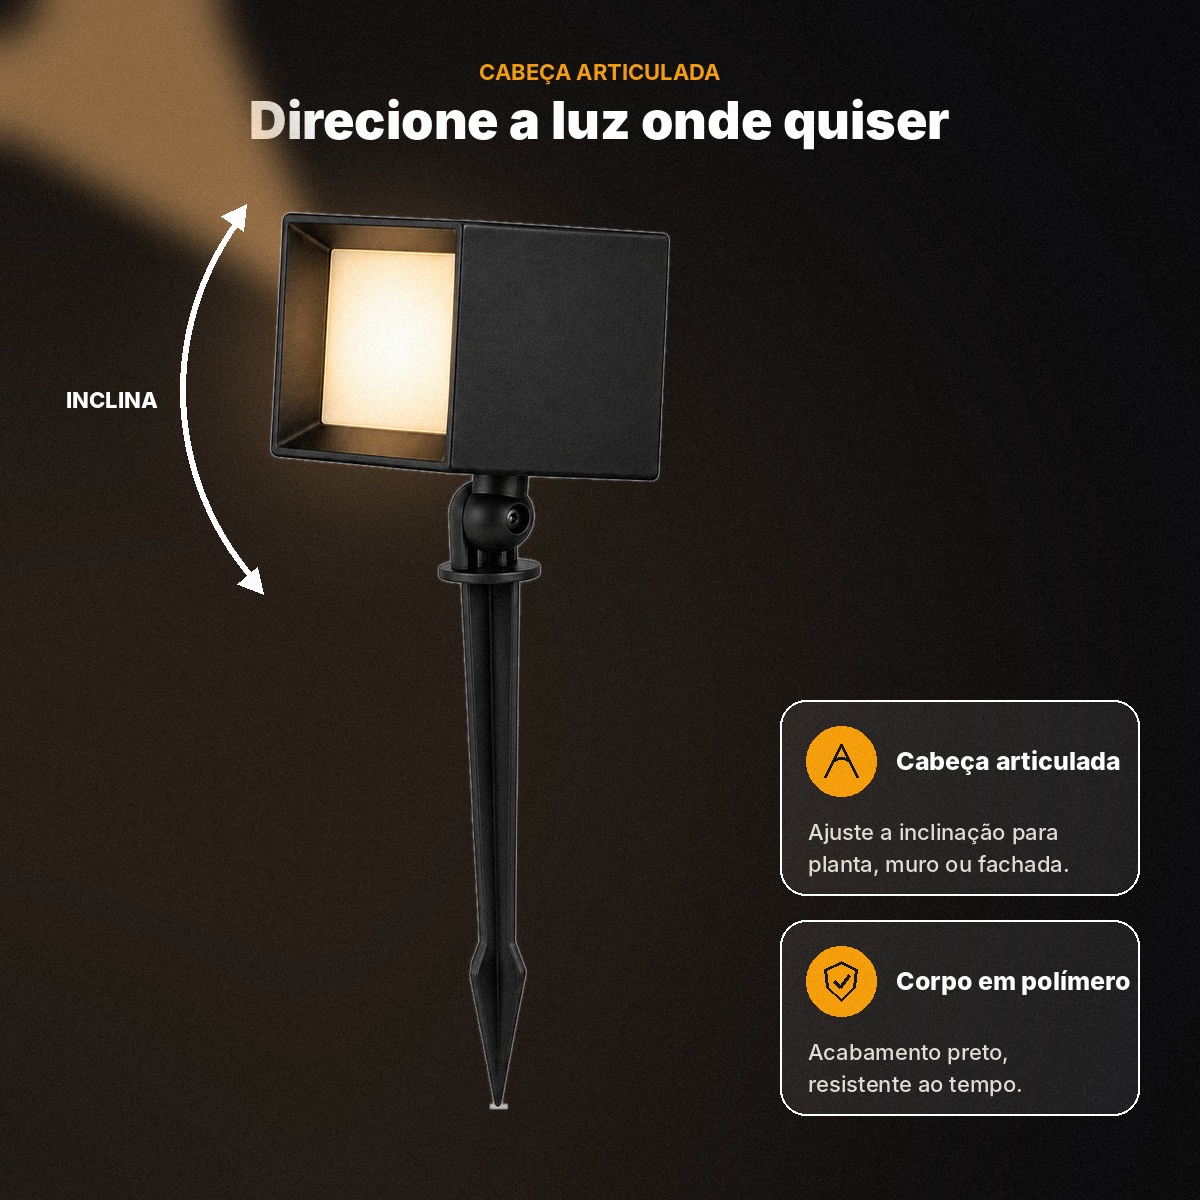 CABEÇA ARTICULADA
Direcione a luz onde quiser
INCLINA
Cabeça articulada
Ajuste a inclinação para
planta, muro ou fachada.
Corpo em polímero
Acabamento preto,
resistente ao tempo.